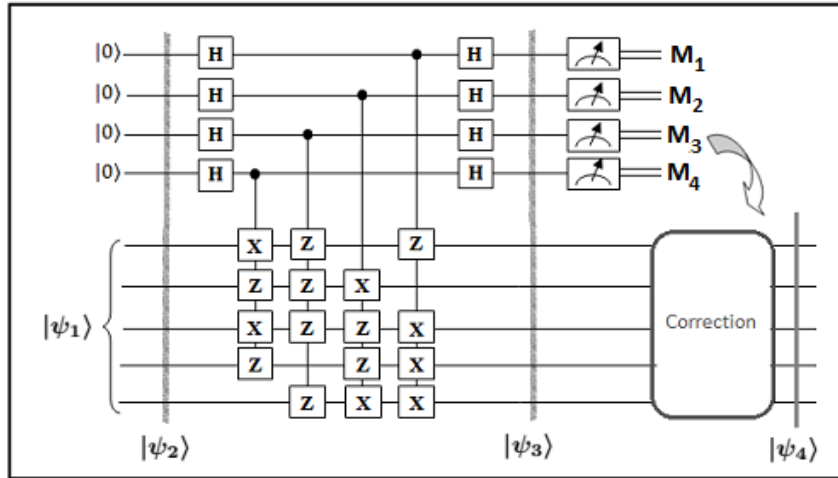 |0⟩ H H M₁
|0⟩ H H M₂
|0⟩ H H M₃
|0⟩ H H M₄
X Z Z
Z Z X
|ψ₁⟩ X Z Z X Correction
Z Z X
Z X X
|ψ₂⟩ |ψ₃⟩ |ψ₄⟩